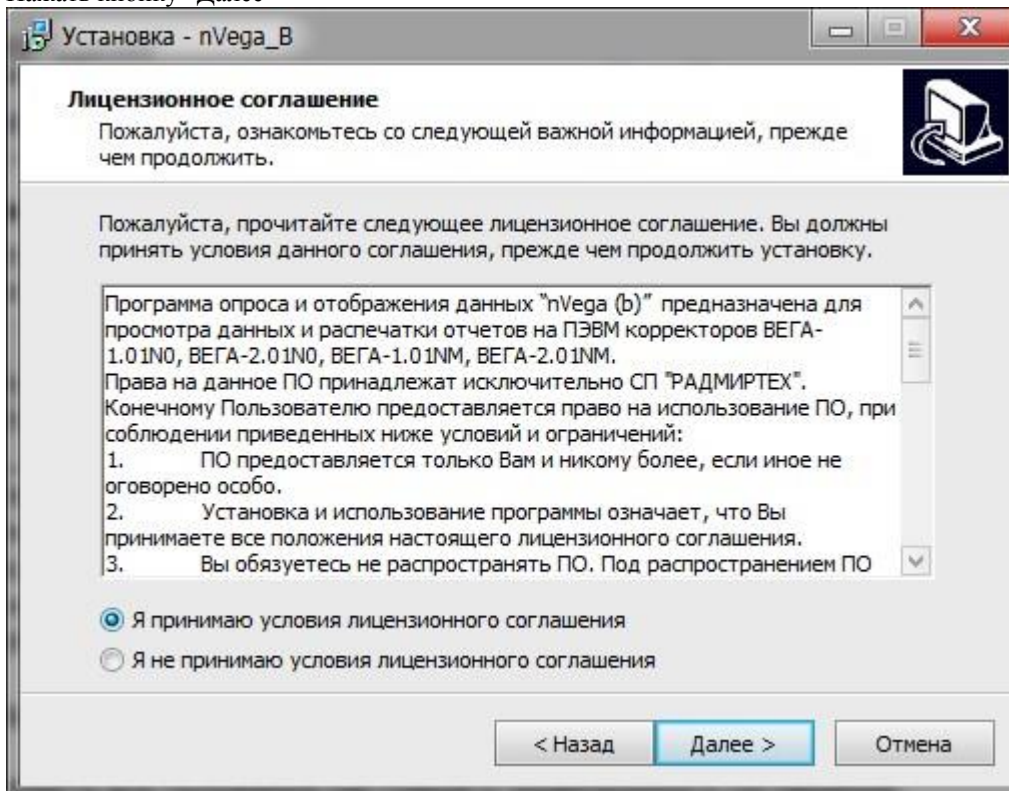 Нажать кнопку "Далее"
Установка - nVega_B
Лицензионное соглашение
Пожалуйста, ознакомьтесь со следующей важной информацией, прежде
чем продолжить.
Пожалуйста, прочитайте следующее лицензионное соглашение. Вы должны
принять условия данного соглашения, прежде чем продолжить установку.
Программа опроса и отображения данных "nVega (b)" предназначена для
просмотра данных и распечатки отчетов на ПЭВМ корректоров ВЕГА-
1.01N0, ВЕГА-2.01N0, ВЕГА-1.01NM, ВЕГА-2.01NM.
Права на данное ПО принадлежат исключительно СП "РАДМИРТЕХ".
Конечному Пользователю предоставляется право на использование ПО, при
соблюдении приведенных ниже условий и ограничений:
1. ПО предоставляется только Вам и никому более, если иное не
оговорено особо.
2. Установка и использование программы означает, что Вы
принимаете все положения настоящего лицензионного соглашения.
3. Вы обязуетесь не распространять ПО. Под распространением ПО
Я принимаю условия лицензионного соглашения
Я не принимаю условия лицензионного соглашения
< Назад Далее > Отмена